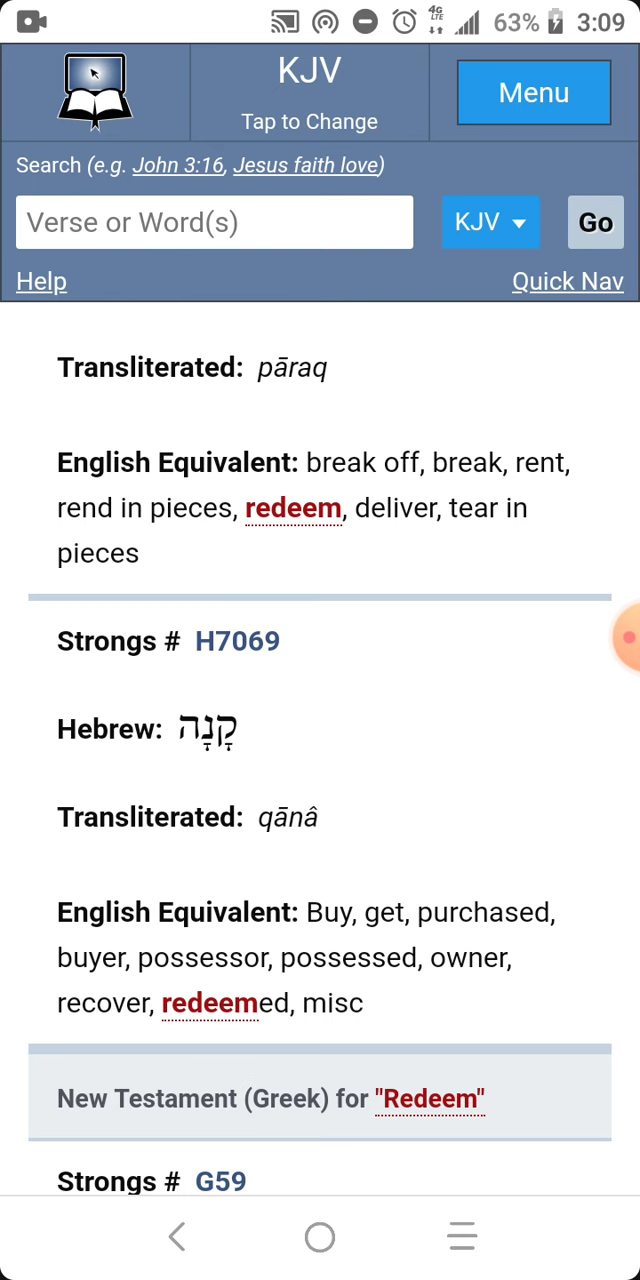 4G
LTE
63%
3:09
KJV
Tap to Change
Menu
Search (e.g. John 3:16, Jesus faith love)
Verse or Word(s)
KJV
Go
Help
Quick Nav
Transliterated: pāraq
English Equivalent: break off, break, rent,
rend in pieces, redeem, deliver, tear in
pieces
Strongs # H7069
Hebrew: קָנָה
Transliterated: qānâ
English Equivalent: Buy, get, purchased,
buyer, possessor, possessed, owner,
recover, redeemed, misc
New Testament (Greek) for "Redeem"
Strongs # G59